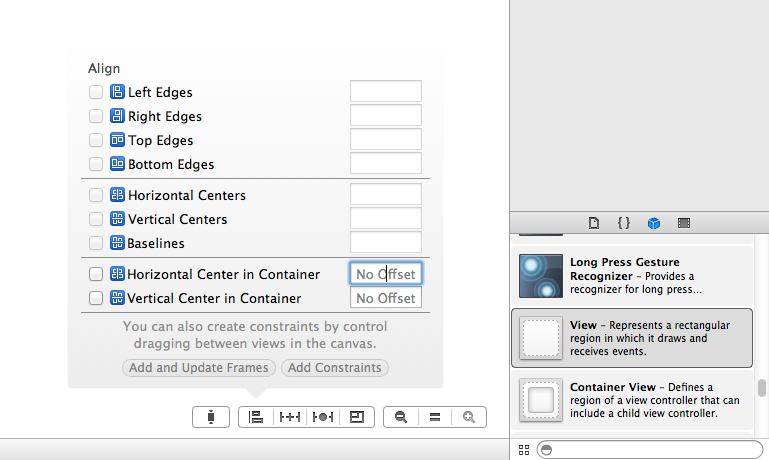 Align
Left Edges
Right Edges
Top Edges
Bottom Edges
Horizontal Centers
Vertical Centers
Baselines
Horizontal Center in Container No Offset
Vertical Center in Container No Offset
You can also create constraints by control
dragging between views in the canvas.
Add and Update Frames Add Constraints
{ }
Long Press Gesture
Recognizer – Provides a
recognizer for long press...
View – Represents a rectangular
region in which it draws and
receives events.
Container View – Defines a
region of a view controller that can
include a child view controller.